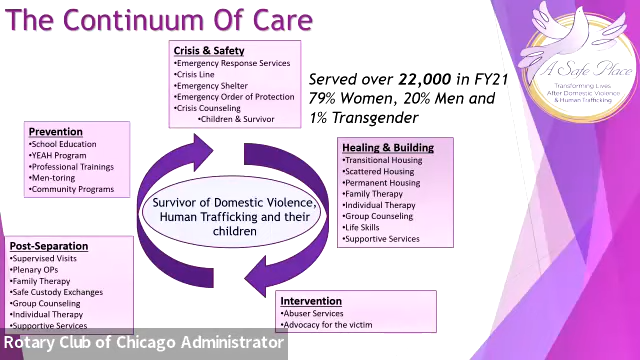 The Continuum Of Care
Crisis & Safety
•Emergency Response Services
•Crisis Line
•Emergency Shelter
•Emergency Order of Protection
•Crisis Counseling
•Children & Survivor
Served over 22,000 in FY21
79% Women, 20% Men and
1% Transgender
A Safe Place
Transforming Lives
After Domestic Violence
& Human Trafficking
Prevention
•School Education
•YEAH Program
•Professional Trainings
•Men-toring
•Community Programs
Healing & Building
•Transitional Housing
•Scattered Housing
•Permanent Housing
•Family Therapy
•Individual Therapy
•Group Counseling
•Life Skills
•Supportive Services
Survivor of Domestic Violence,
Human Trafficking and their
children
Post-Separation
•Supervised Visits
•Plenary OPs
•Family Therapy
•Safe Custody Exchanges
•Group Counseling
•Individual Therapy
•Supportive Services
Intervention
•Abuser Services
•Advocacy for the victim
Rotary Club of Chicago Administrator